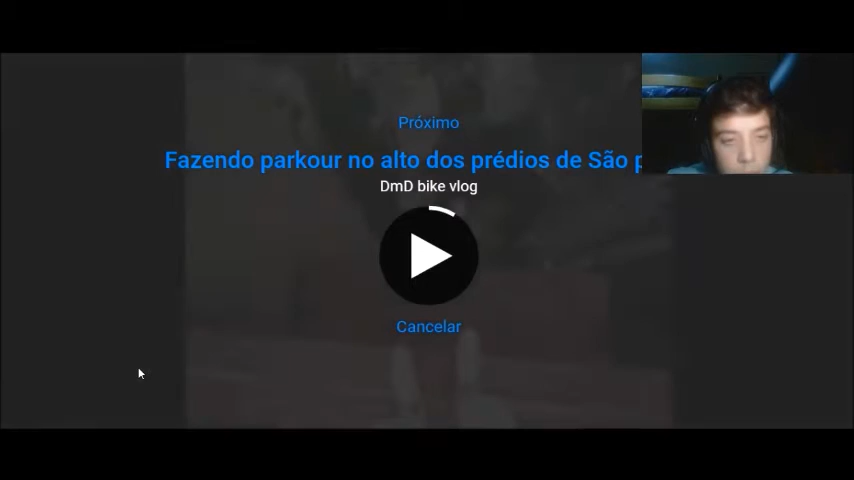 Próximo
Fazendo parkour no alto dos prédios de São
DmD bike vlog
Cancelar